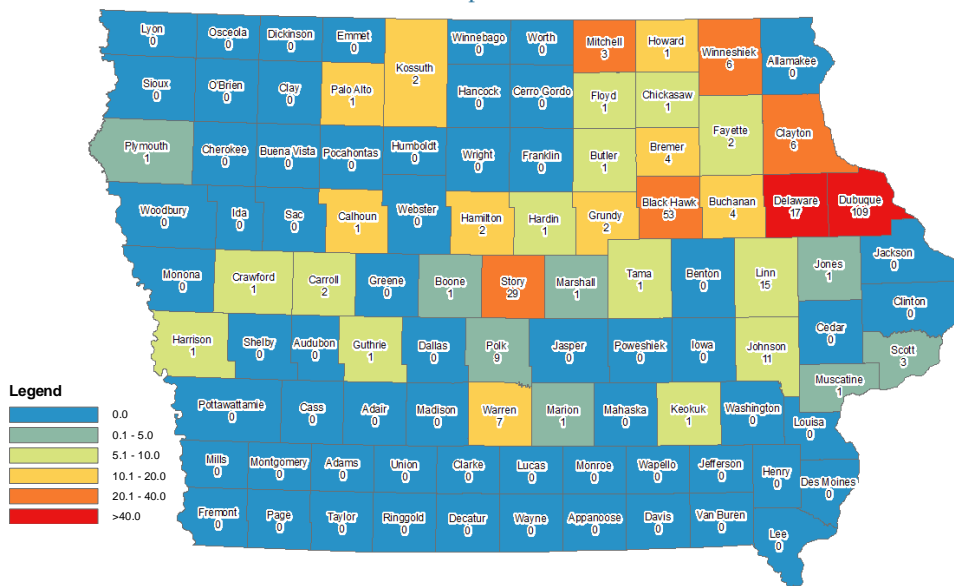 Lyon
0
Osceola
0
Dickinson
0
Emmet
0
Kossuth
2
Winnebago
0
Worth
0
Mitchell
3
Howard
1
Winneshiek
6
Allamakee
0
Sioux
0
O'Brien
0
Clay
0
Palo Alto
1
Hancock
0
Cerro Gordo
0
Floyd
1
Chickasaw
1
Fayette
2
Clayton
6
Plymouth
1
Cherokee
0
Buena Vista
0
Pocahontas
0
Humboldt
0
Wright
0
Franklin
0
Butler
1
Bremer
4
Woodbury
0
Ida
0
Sac
0
Calhoun
1
Webster
0
Hamilton
2
Hardin
1
Grundy
2
Black Hawk
53
Buchanan
4
Delaware
17
Dubuque
109
Monona
0
Crawford
1
Carroll
2
Greene
0
Boone
1
Story
29
Marshall
1
Tama
1
Benton
0
Linn
15
Jones
1
Jackson
0
Clinton
0
Harrison
1
Shelby
0
Audubon
0
Guthrie
1
Dallas
0
Polk
9
Jasper
0
Poweshiek
0
Iowa
0
Johnson
11
Cedar
0
Scott
3
Muscatine
1
Pottawattamie
0
Cass
0
Adair
0
Madison
0
Warren
7
Marion
1
Mahaska
0
Keokuk
1
Washington
0
Louisa
0
Mills
0
Montgomery
0
Adams
0
Union
0
Clarke
0
Lucas
0
Monroe
0
Wapello
0
Jefferson
0
Henry
0
Des Moines
0
Fremont
0
Page
0
Taylor
0
Ringgold
0
Decatur
0
Wayne
0
Appanoose
0
Davis
0
Van Buren
0
Lee
0
Legend
0.0
0.1 - 5.0
5.1 - 10.0
10.1 - 20.0
20.1 - 40.0
>40.0